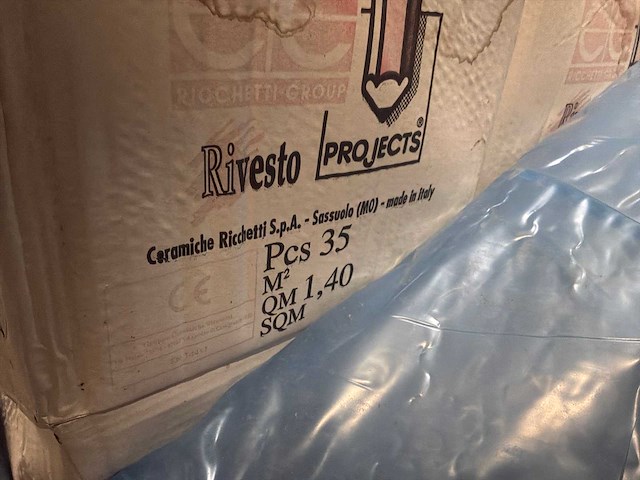 RICCHETTI·GROUP
Rivesto PROJECTS®
Ceramiche Ricchetti S.p.A. - Sassuolo (MO) - made in Italy
Pcs 35
M²
QM 1,40
SQM
CE